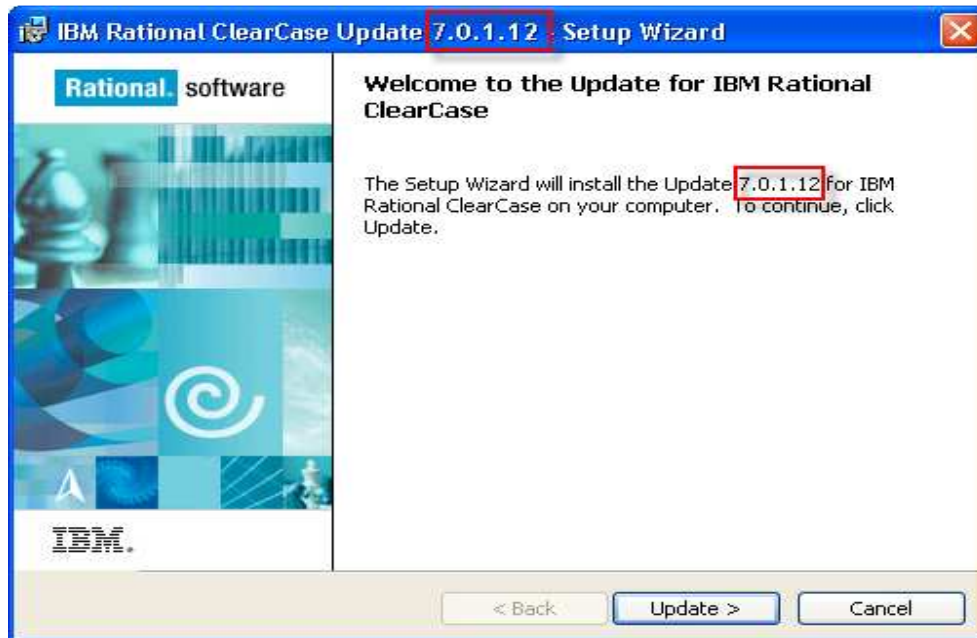 IBM Rational ClearCase Update 7.0.1.12 - Setup Wizard
Rational. software
Welcome to the Update for IBM Rational
ClearCase
The Setup Wizard will install the Update 7.0.1.12 for IBM
Rational ClearCase on your computer. To continue, click
Update.
IBM.
< Back
Update >
Cancel